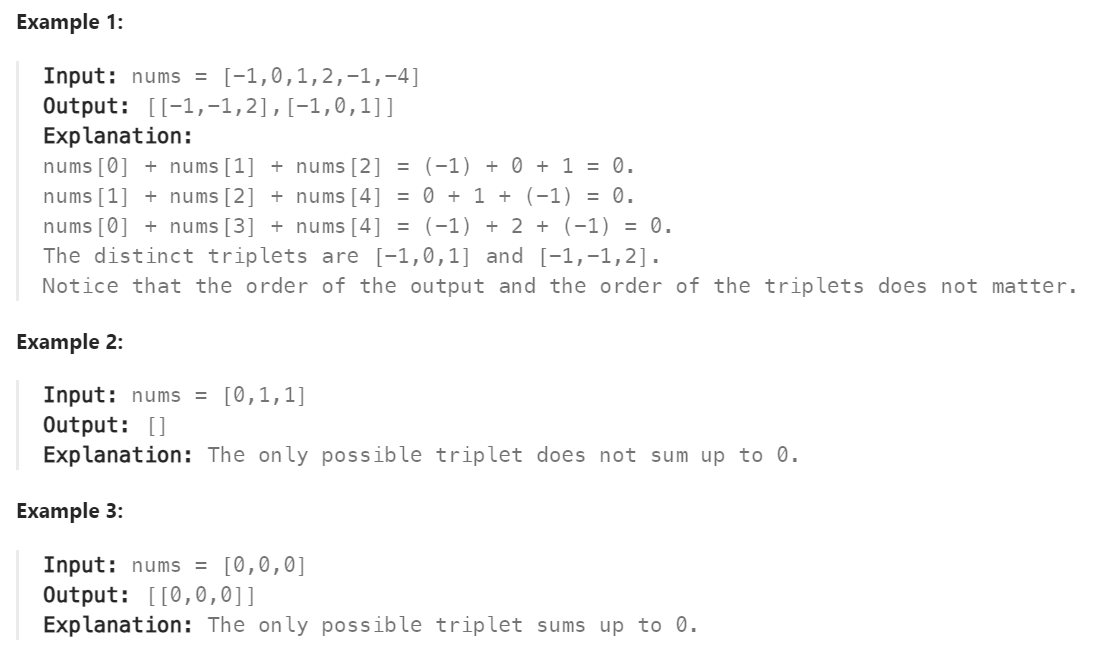 Example 1:
Input: nums = [-1,0,1,2,-1,-4]
Output: [[-1,-1,2],[-1,0,1]]
Explanation:
nums[0] + nums[1] + nums[2] = (-1) + 0 + 1 = 0.
nums[1] + nums[2] + nums[4] = 0 + 1 + (-1) = 0.
nums[0] + nums[3] + nums[4] = (-1) + 2 + (-1) = 0.
The distinct triplets are [-1,0,1] and [-1,-1,2].
Notice that the order of the output and the order of the triplets does not matter.
Example 2:
Input: nums = [0,1,1]
Output: []
Explanation: The only possible triplet does not sum up to 0.
Example 3:
Input: nums = [0,0,0]
Output: [[0,0,0]]
Explanation: The only possible triplet sums up to 0.